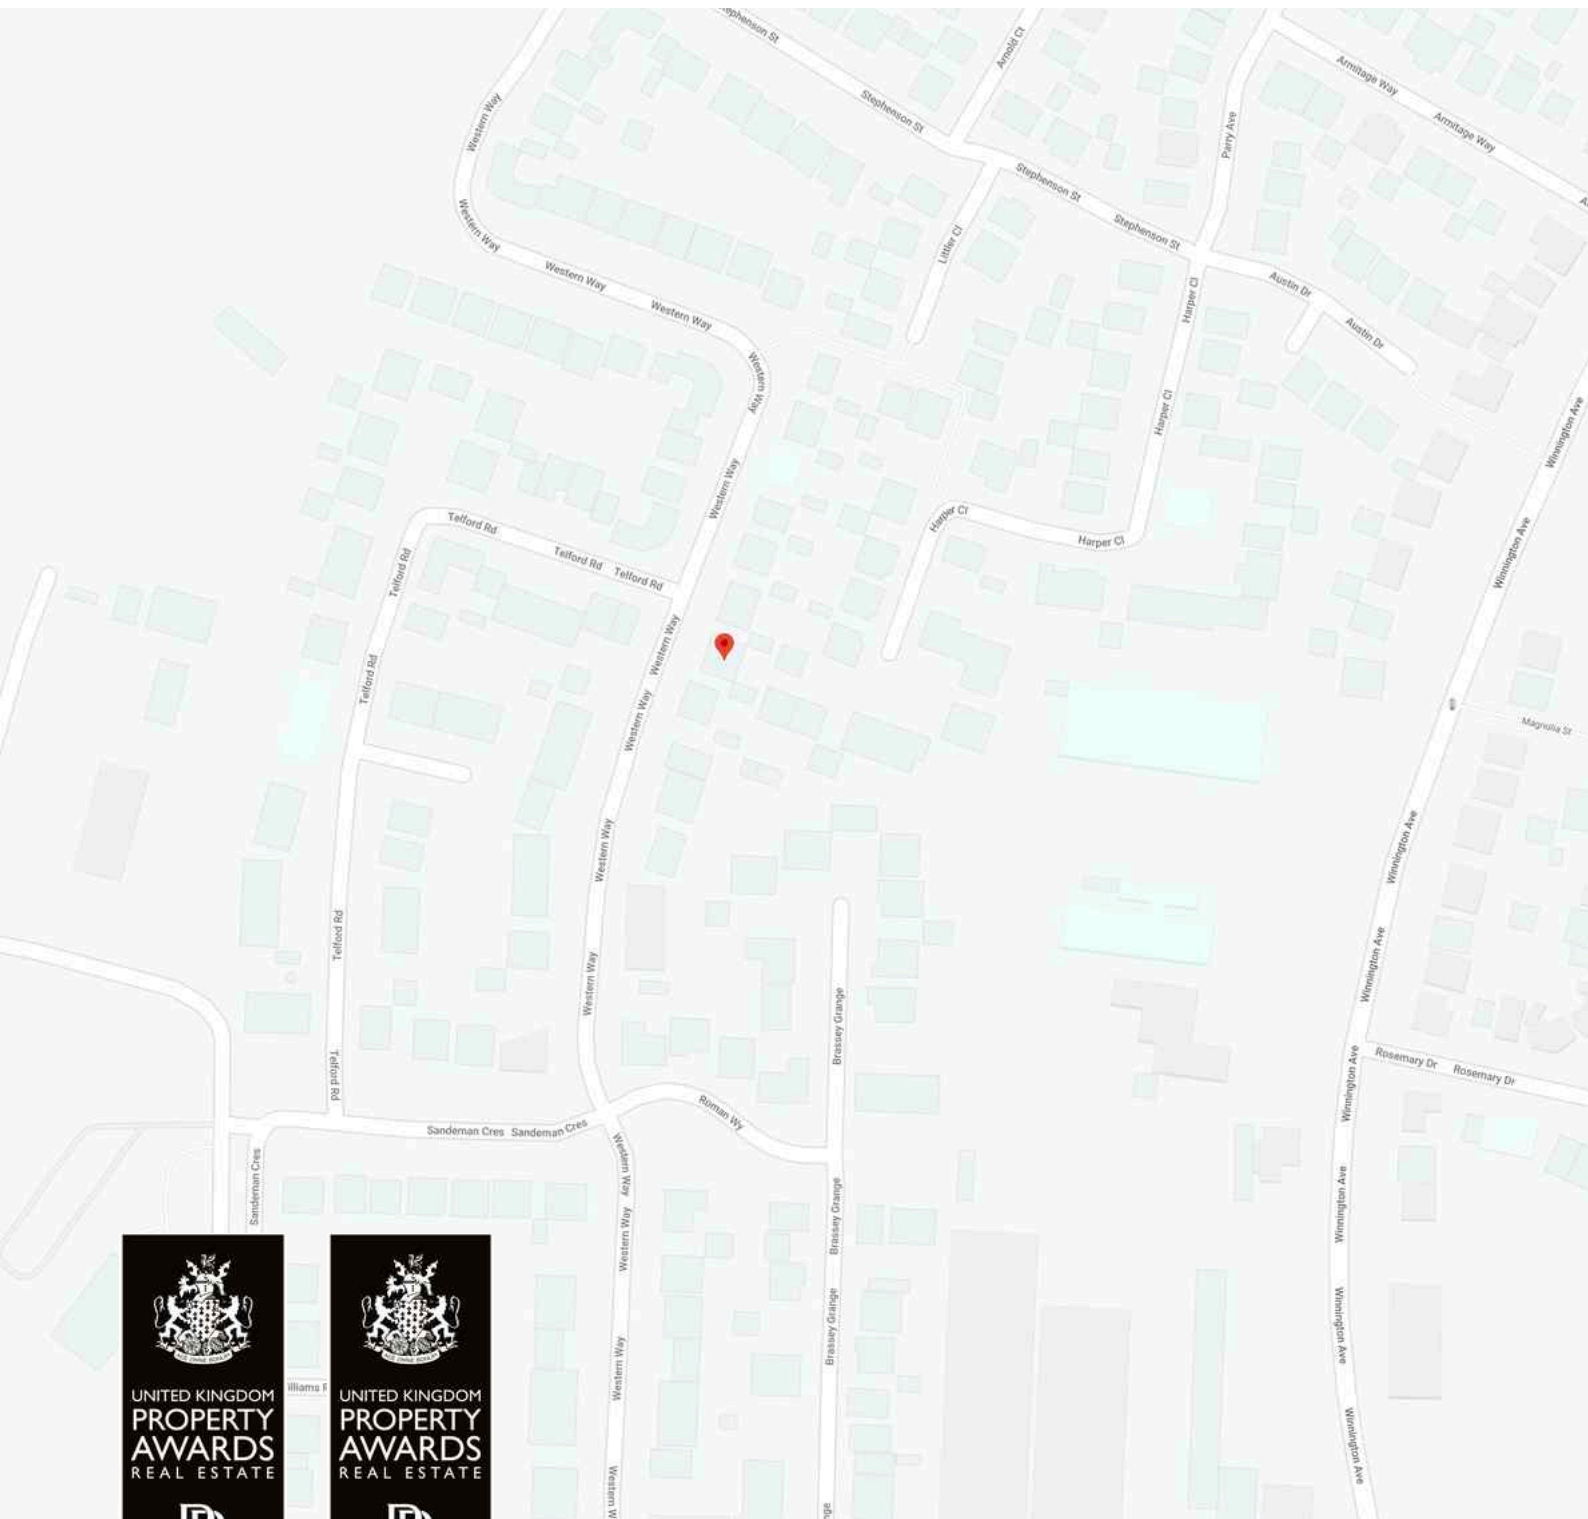 Stephenson St
Arnold Ct
Western Way
Stephenson St
Parry Ave
Armitage Way
Armitage Way
Stephenson St
Stephenson St
Western Way
Littler Cl
Western Way
Western Way
Harper Cl
Austin Dr
Austin Dr
Western Way
Harper Cl
Winnington Ave
Western Way
Harper Cl
Harper Cl
Telford Rd
Telford Rd
Telford Rd
Telford Rd
Winnington Ave
Western Way
Telford Rd
Western Way
Magnolia St
Western Way
Winnington Ave
Telford Rd
Western Way
Winnington Ave
Brassey Grange
Telford Rd
Winnington Ave
Rosemary Dr
Rosemary Dr
Roman Wy
Sandeman Cres
Sandeman Cres
Western Way
Sandeman Cres
Western Way
Brassey Grange
Winnington Ave
Brassey Grange
Winnington Ave
Western Way
Winnington Ave
Western W
UNITED KINGDOM
PROPERTY
AWARDS
REAL ESTATE
UNITED KINGDOM
PROPERTY
AWARDS
REAL ESTATE